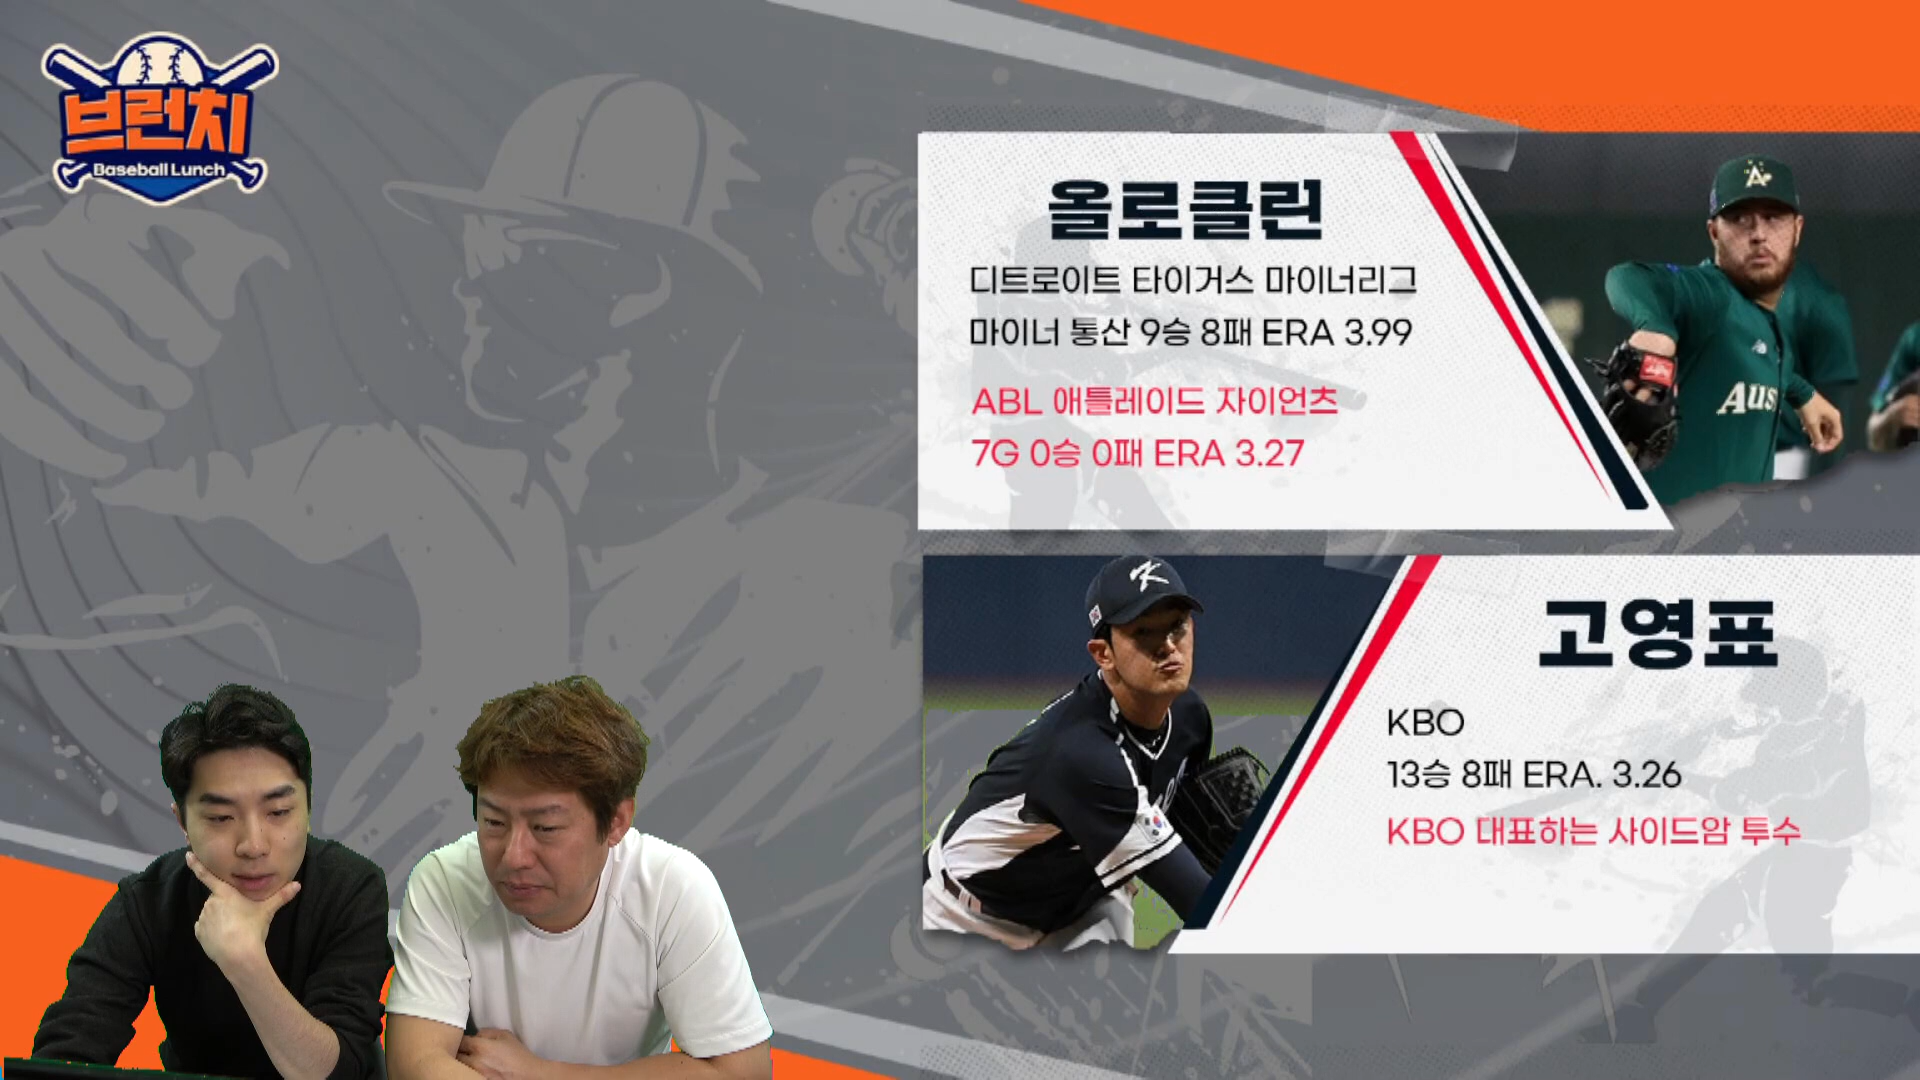 브런치
Baseball Lunch
올로클린
디트로이트 타이거스 마이너리그
마이너 통산 9승 8패 ERA 3.99
ABL 애틀레이드 자이언츠
7G 0승 0패 ERA 3.27
A
Aus
K
고영표
KBO
13승 8패 ERA. 3.26
KBO 대표하는 사이드암 투수